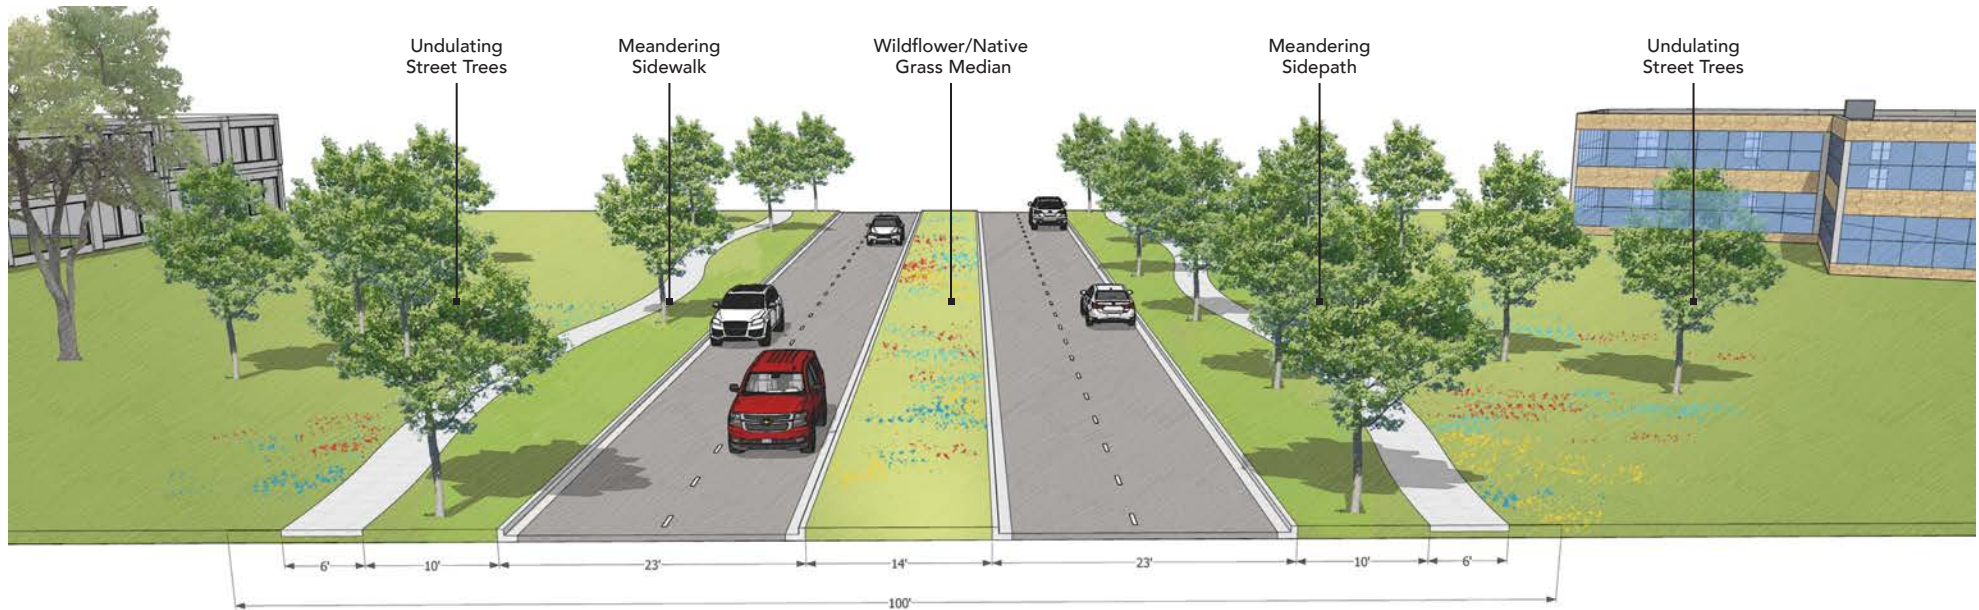 Undulating
Street Trees
Meandering
Sidewalk
Wildflower/Native
Grass Median
Meandering
Sidepath
Undulating
Street Trees
6'
10'
23'
14'
23'
10'
6'
100'